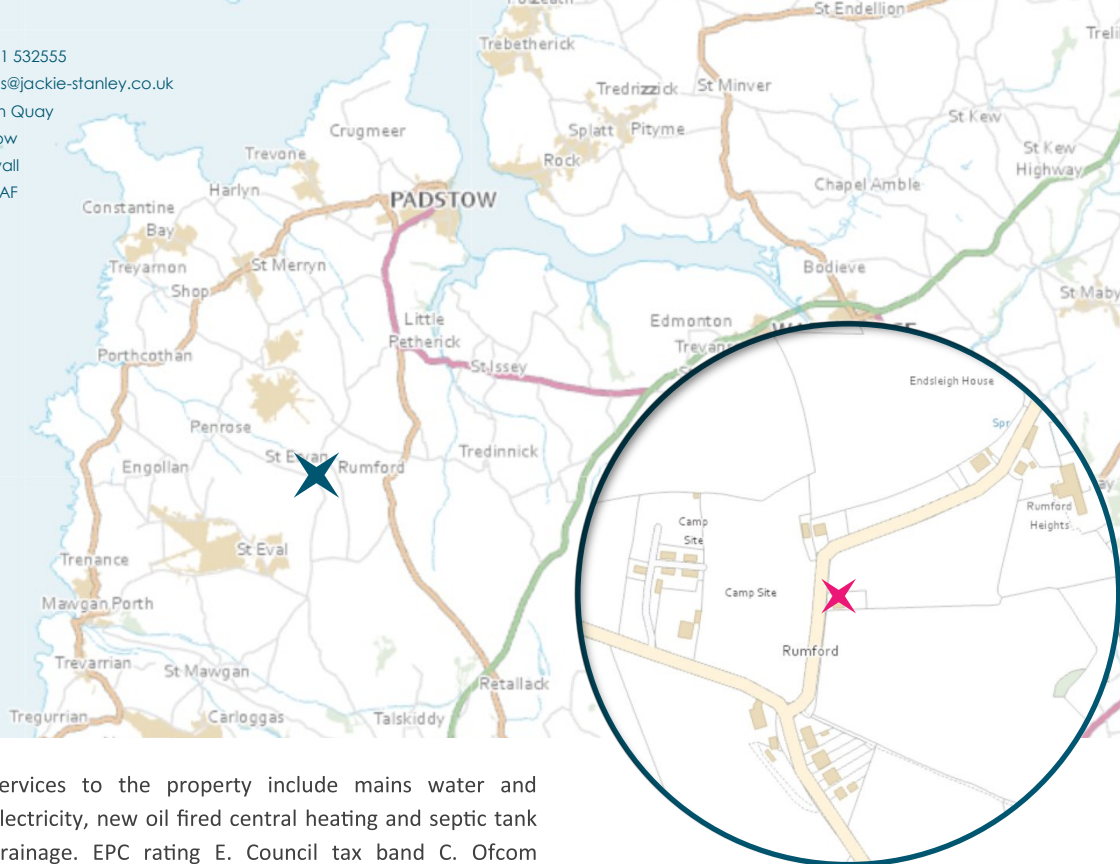 1 532555
s@jackie-stanley.co.uk
Quay
AF
St Endellion
Trebetherick
Tredrizzick
St Minver
Splatt
Pityme
St Kew
Crugmeer
Trevone
Rock
St Kew
Highway
Harlyn
PADSTOW
Chapel Amble
Constantine
Bay
Treyarnon
St Merryn
Bodieve
Shop
St Maby
Little
Petherick
Edmonton
Porthcothan
St Issey
Trevans
Endsleigh House
Penrose
Spr
St Ervan
Rumford
Tredinnick
Engollan
Rumford
Heights
Camp
Site
St Eval
Trenance
Camp Site
Mawgan Porth
Rumford
Trevarrian
St Mawgan
Retallack
Tregurrian
Carloggas
Talskiddy
ervices to the property include mains water and
lectricity, new oil fired central heating and septic tank
rainage. EPC rating E. Council tax band C. Ofcom